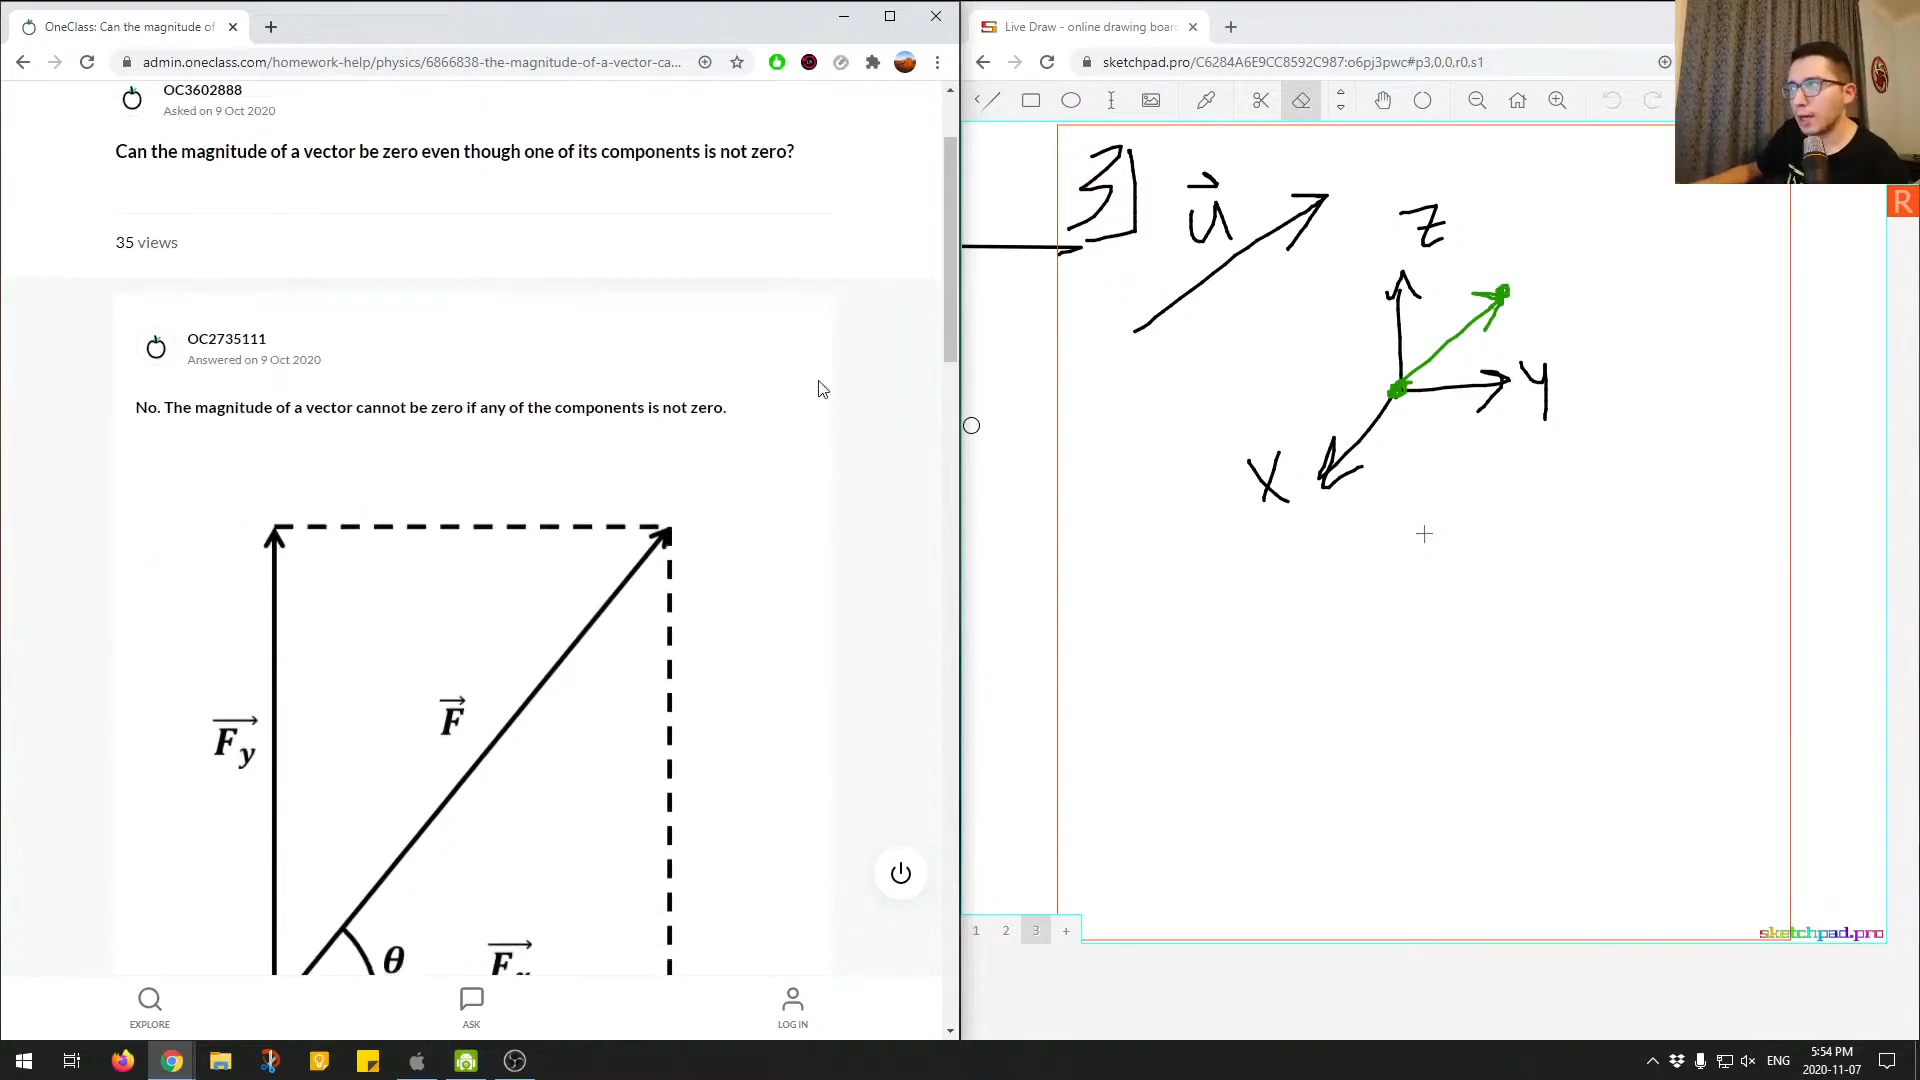 OneClass: Can the magnitude of
admin.oneclass.com/homework-help/physics/6866838-the-magnitude-of-a-vector-ca...
OC3602888
Asked on 9 Oct 2020
Can the magnitude of a vector be zero even though one of its components is not zero?
35 views
OC2735111
Answered on 9 Oct 2020
No. The magnitude of a vector cannot be zero if any of the components is not zero.
F
Fy
θ
EXPLORE
ASK
LOG IN
Live Draw - online drawing boar
sketchpad.pro/C6284A6E9CC8592C987:o6pj3pwc#p3,0,0,r0,s1
R
3]
u
Z
Y
X
1 2 3 +
sketchpad.pro
ENG
5:54 PM
2020-11-07